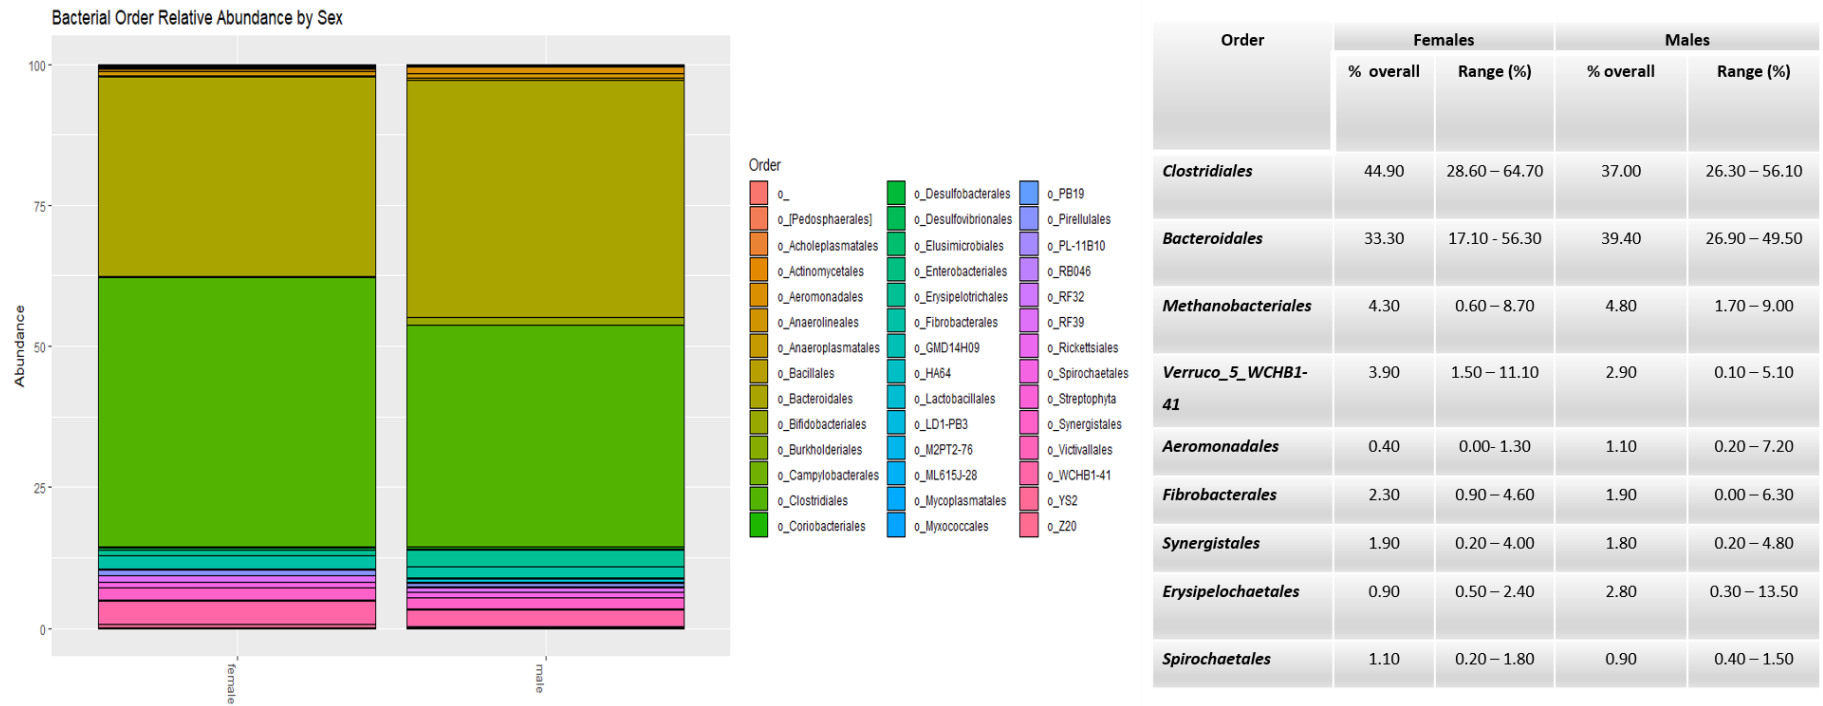 Bacterial Order Relative Abundance by Sex
100
75
50
25
0
Abundance
female
male
Order
o_
o_[Pedosphaerales]
o_Acholeplasmatales
o_Actinomycetales
o_Aeromonadales
o_Anaerolineales
o_Anaeroplasmatales
o_Bacillales
o_Bacteroidales
o_Bifidobacteriales
o_Burkholderiales
o_Campylobacterales
o_Clostridiales
o_Coriobacteriales
o_Desulfobacterales
o_Desulfovibrionales
o_Elusimicrobiales
o_Enterobacteriales
o_Erysipelotrichales
o_Fibrobacterales
o_GMD14H09
o_HA64
o_Lactobacillales
o_LD1-PB3
o_M2PT2-76
o_ML615J-28
o_Mycoplasmatales
o_Myxococcales
o_PB19
o_Pirellulales
o_PL-11B10
o_RB046
o_RF32
o_RF39
o_Rickettsiales
o_Spirochaetales
o_Streptophyta
o_Synergistales
o_Victivallales
o_WCHB1-41
o_YS2
o_Z20
Order Females Males
% overall Range (%) % overall Range (%)
Clostridiales 44.90 28.60 – 64.70 37.00 26.30 – 56.10
Bacteroidales 33.30 17.10 - 56.30 39.40 26.90 – 49.50
Methanobacteriales 4.30 0.60 – 8.70 4.80 1.70 – 9.00
Verruco_5_WCHB1- 3.90 1.50 – 11.10 2.90 0.10 – 5.10
41
Aeromonadales 0.40 0.00- 1.30 1.10 0.20 – 7.20
Fibrobacterales 2.30 0.90 – 4.60 1.90 0.00 – 6.30
Synergistales 1.90 0.20 – 4.00 1.80 0.20 – 4.80
Erysipelochaetales 0.90 0.50 – 2.40 2.80 0.30 – 13.50
Spirochaetales 1.10 0.20 – 1.80 0.90 0.40 – 1.50